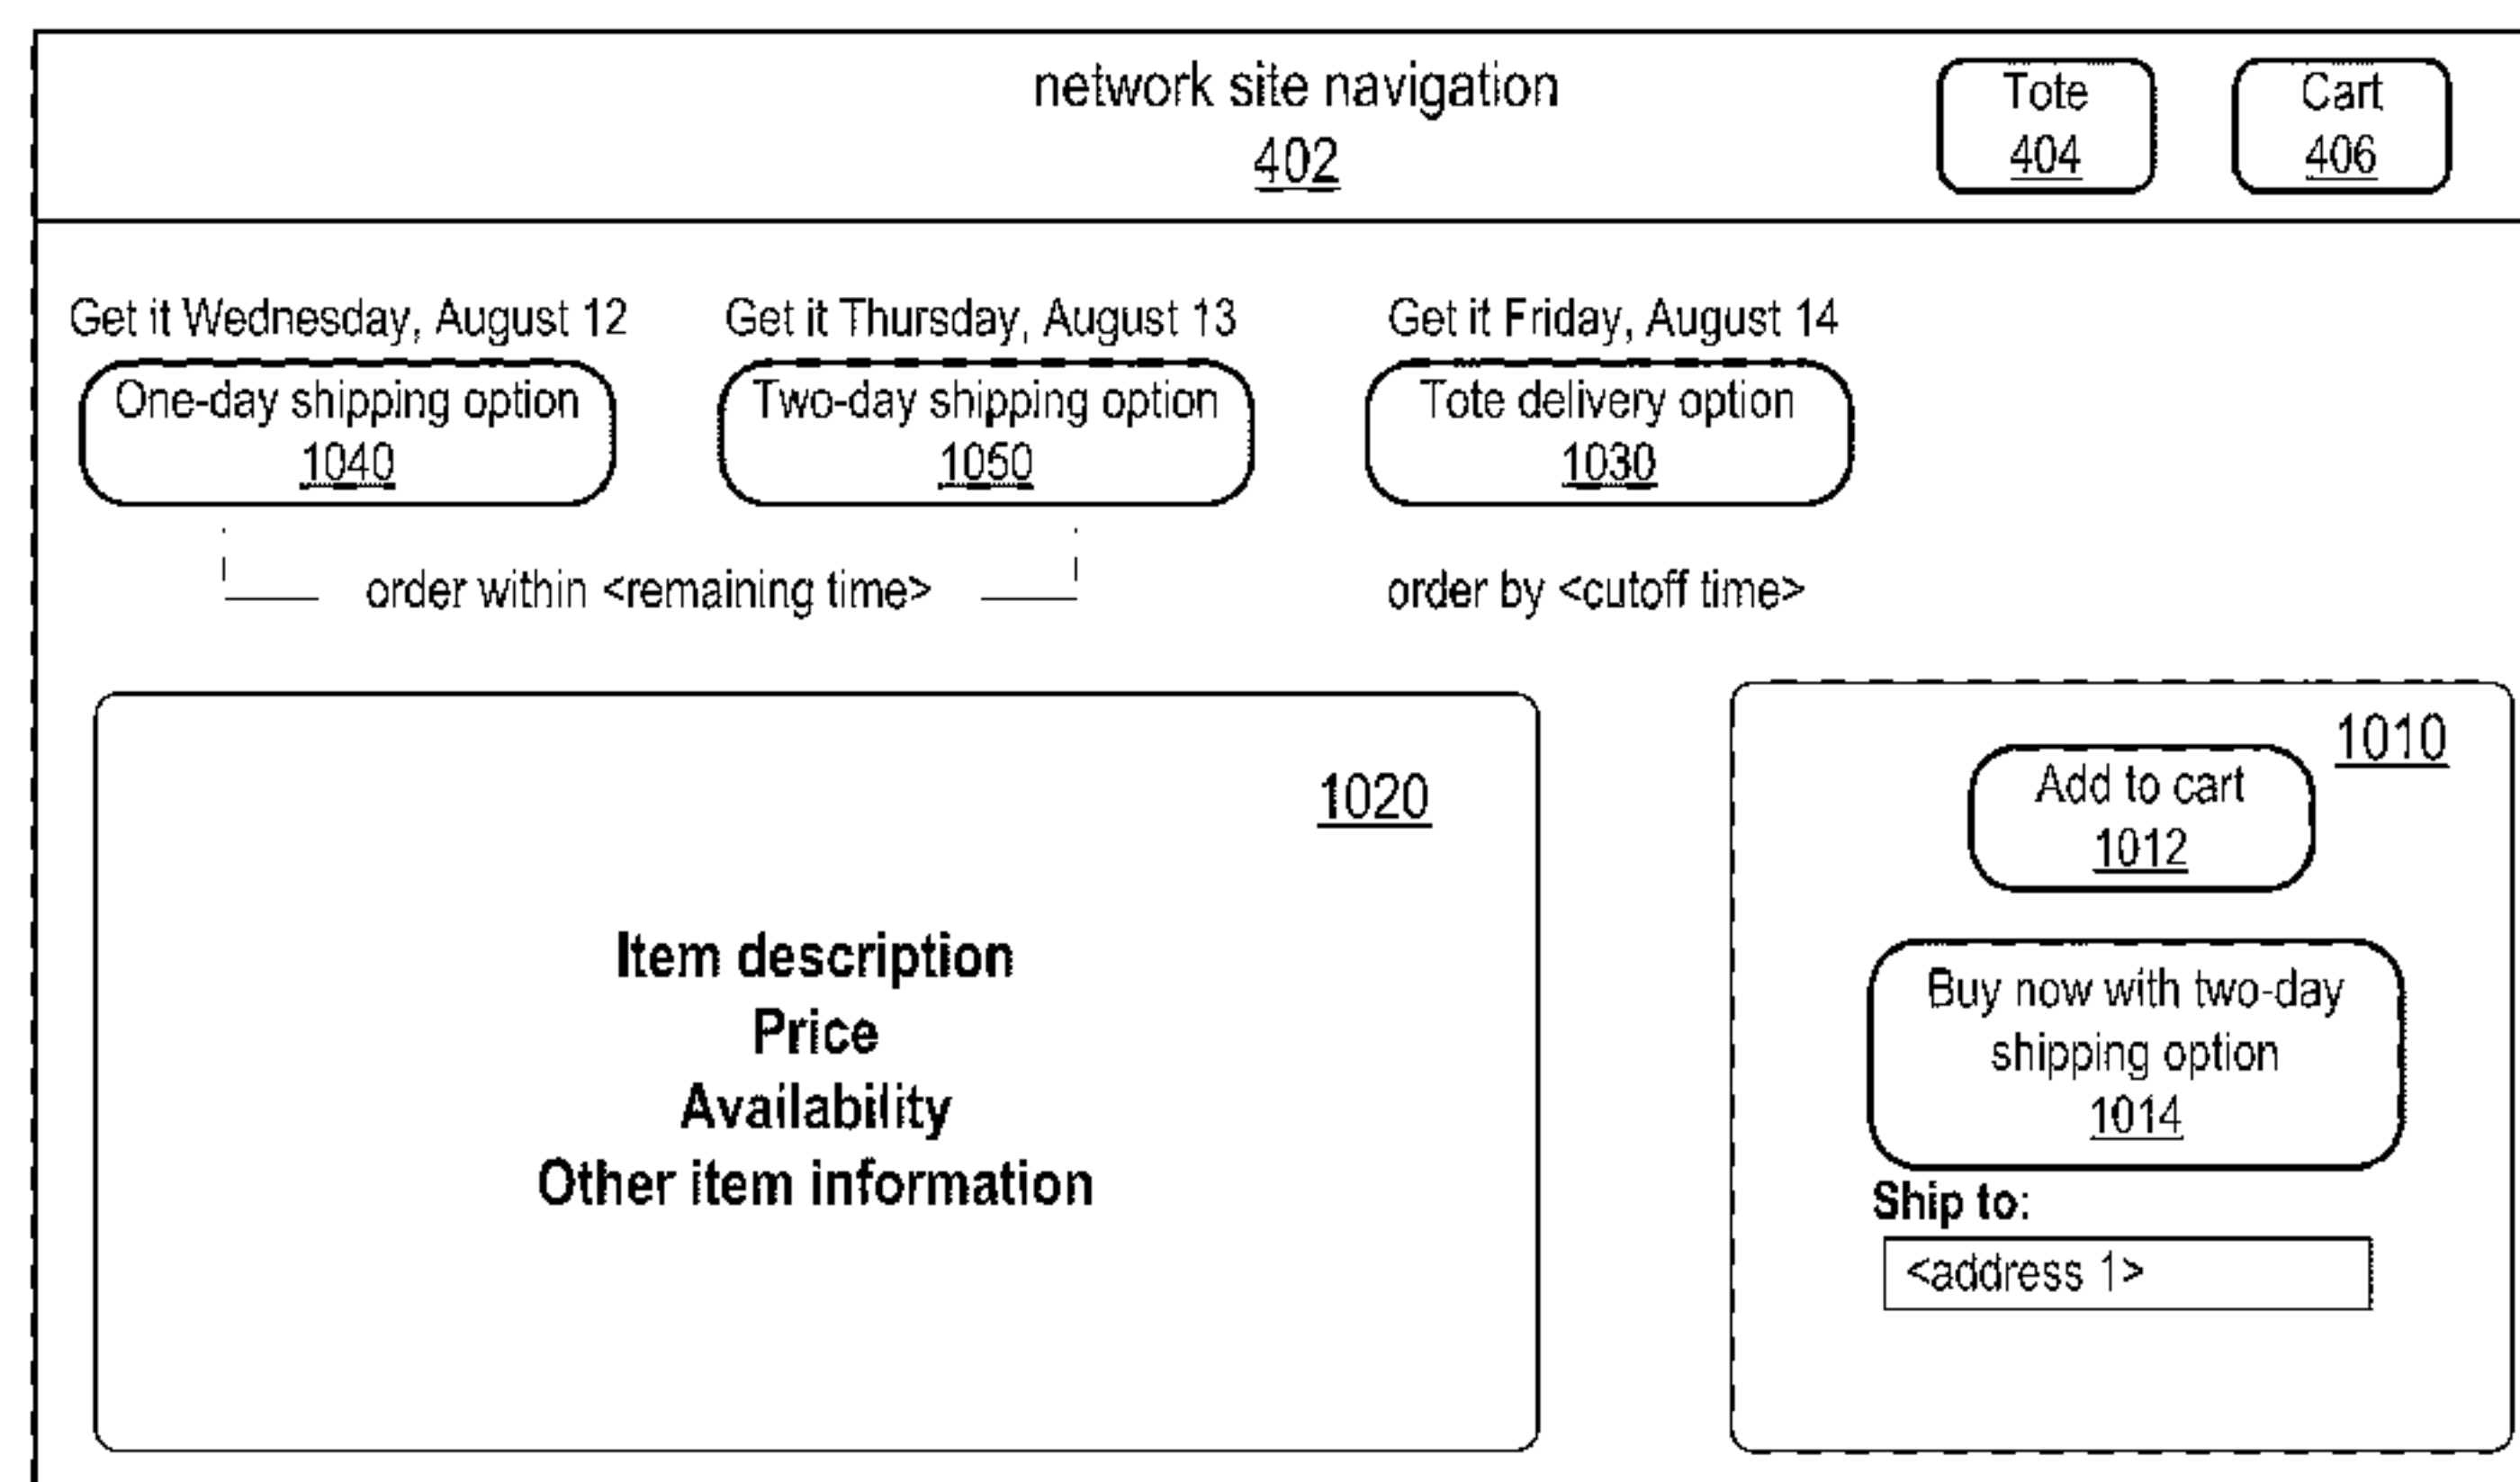 network site navigation
402
Tote
404
Cart
406
Get it Wednesday, August 12
One-day shipping option
1040
Get it Thursday, August 13
Two-day shipping option
1050
Get it Friday, August 14
Tote delivery option
1030
order within <remaining time>
order by <cutoff time>
1020
Item description
Price
Availability
Other item information
1010
Add to cart
1012
Buy now with two-day
shipping option
1014
Ship to:
<address 1>